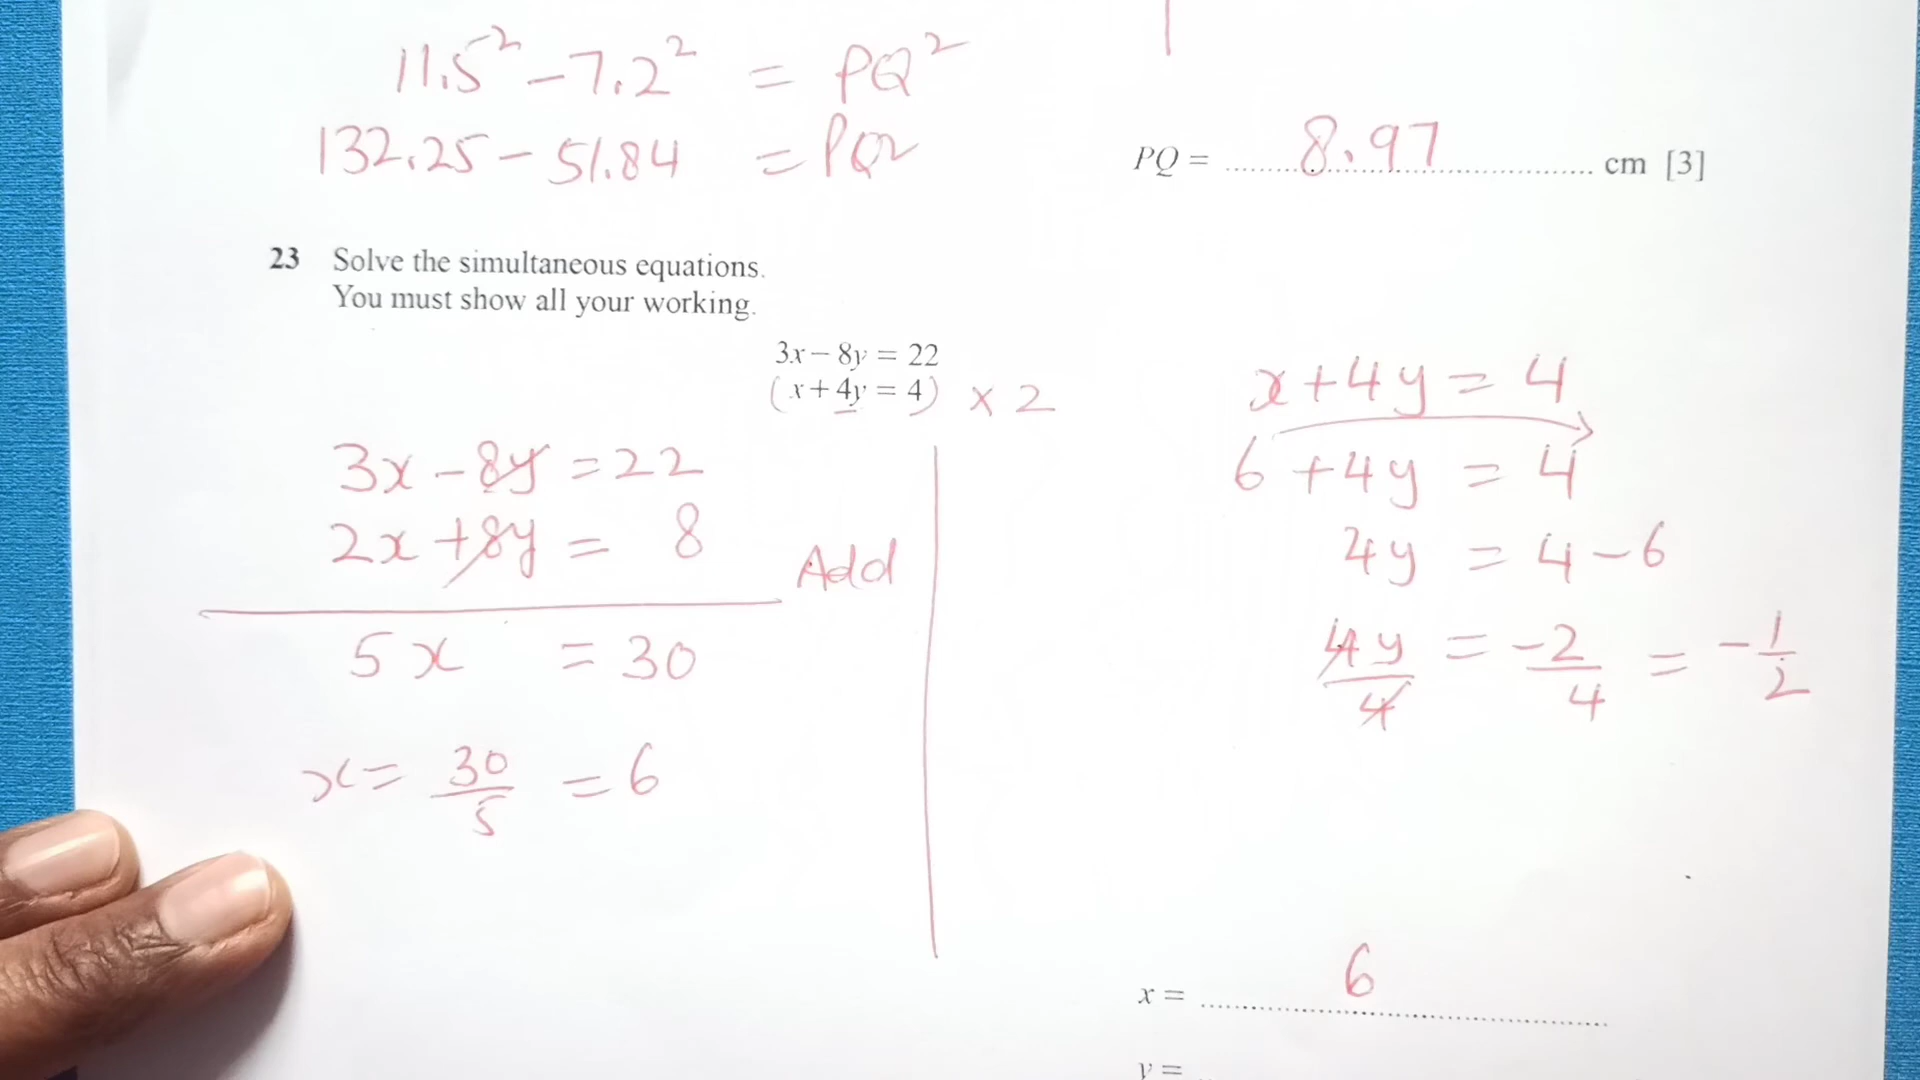 11.5² - 7.2² = PQ²
132.25 - 51.84 = PQ²
PQ = 8.97 cm [3]
23 Solve the simultaneous equations.
You must show all your working.
3x - 8y = 22
(x + 4y = 4) × 2
3x - 8y = 22
2x + 8y = 8
Add
5x = 30
x = 30/5 = 6
x + 4y = 4
6 + 4y = 4
4y = 4 - 6
4y/4 = -2/4 = -1/2
x = 6
y =